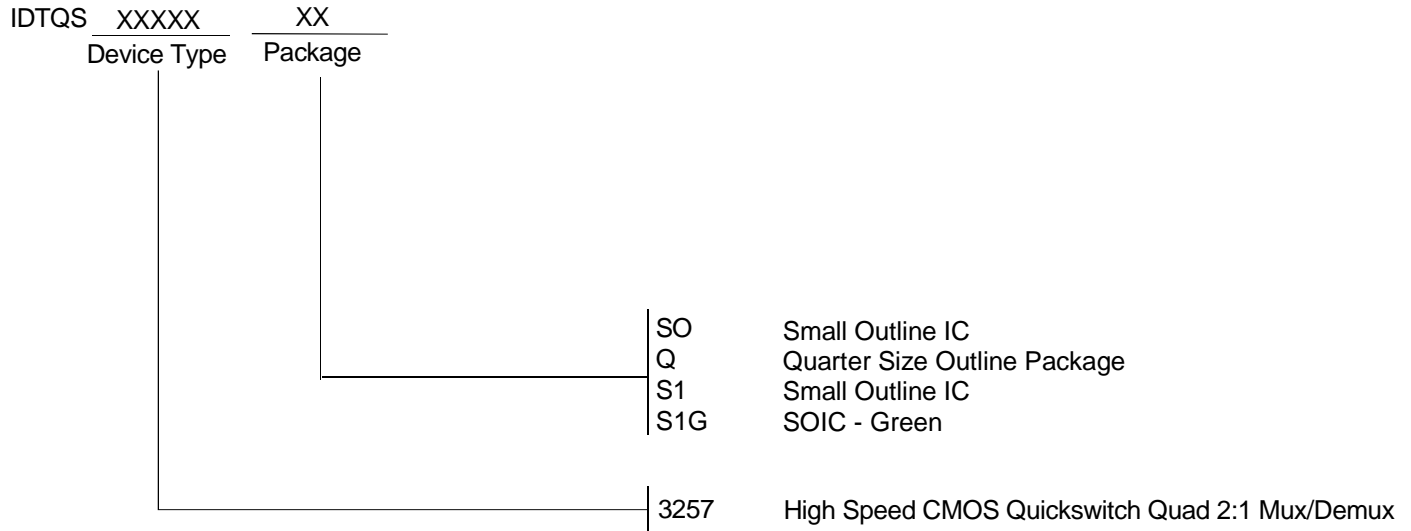 IDTQS XXXXX XX
Device Type Package
SO Small Outline IC
Q Quarter Size Outline Package
S1 Small Outline IC
S1G SOIC - Green
3257 High Speed CMOS Quickswitch Quad 2:1 Mux/Demux